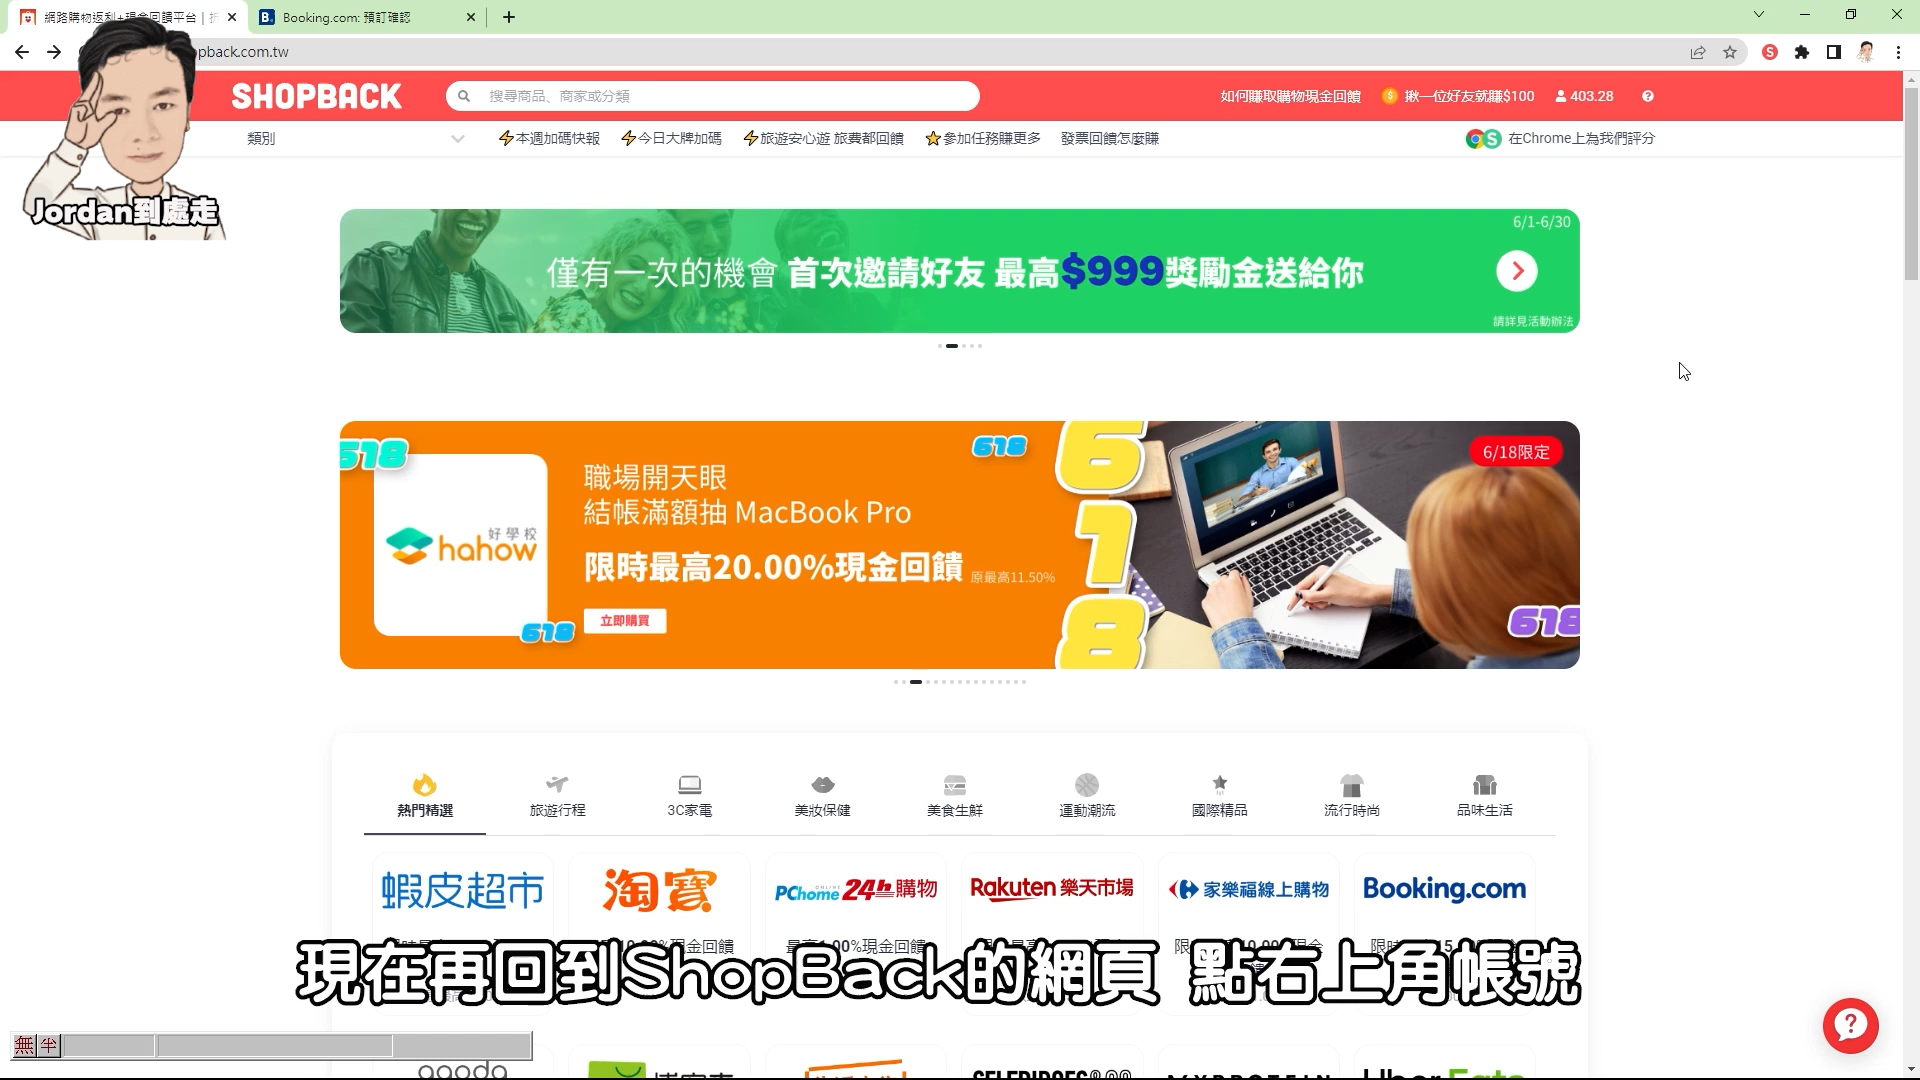 網路購物返利+現金回饋平台｜折
Booking.com: 預訂確認
opback.com.tw
SHOPBACK
搜尋商品、商家或分類
如何賺取購物現金回饋
揪一位好友就賺$100
403.28
類別
本週加碼快報
今日大牌加碼
旅遊安心遊 旅費都回饋
參加任務賺更多
發票回饋怎麼賺
在Chrome上為我們評分
Jordan到處走
6/1-6/30
僅有一次的機會 首次邀請好友 最高$999獎勵金送給你
請詳見活動辦法
618
618
6/18限定
職場開天眼
結帳滿額抽 MacBook Pro
好學校
hahow
限時最高20.00%現金回饋 原最高11.50%
立即購買
618
618
618
熱門精選
旅遊行程
3C家電
美妝保健
美食生鮮
運動潮流
國際精品
流行時尚
品味生活
蝦皮超市
淘寶
PChome ONLINE 24h購物
Rakuten 樂天市場
家樂福線上購物
Booking.com
現在再回到ShopBack的網頁 點右上角帳號
無半
agoda
博客來
MYPROTEIN
Uber Eats